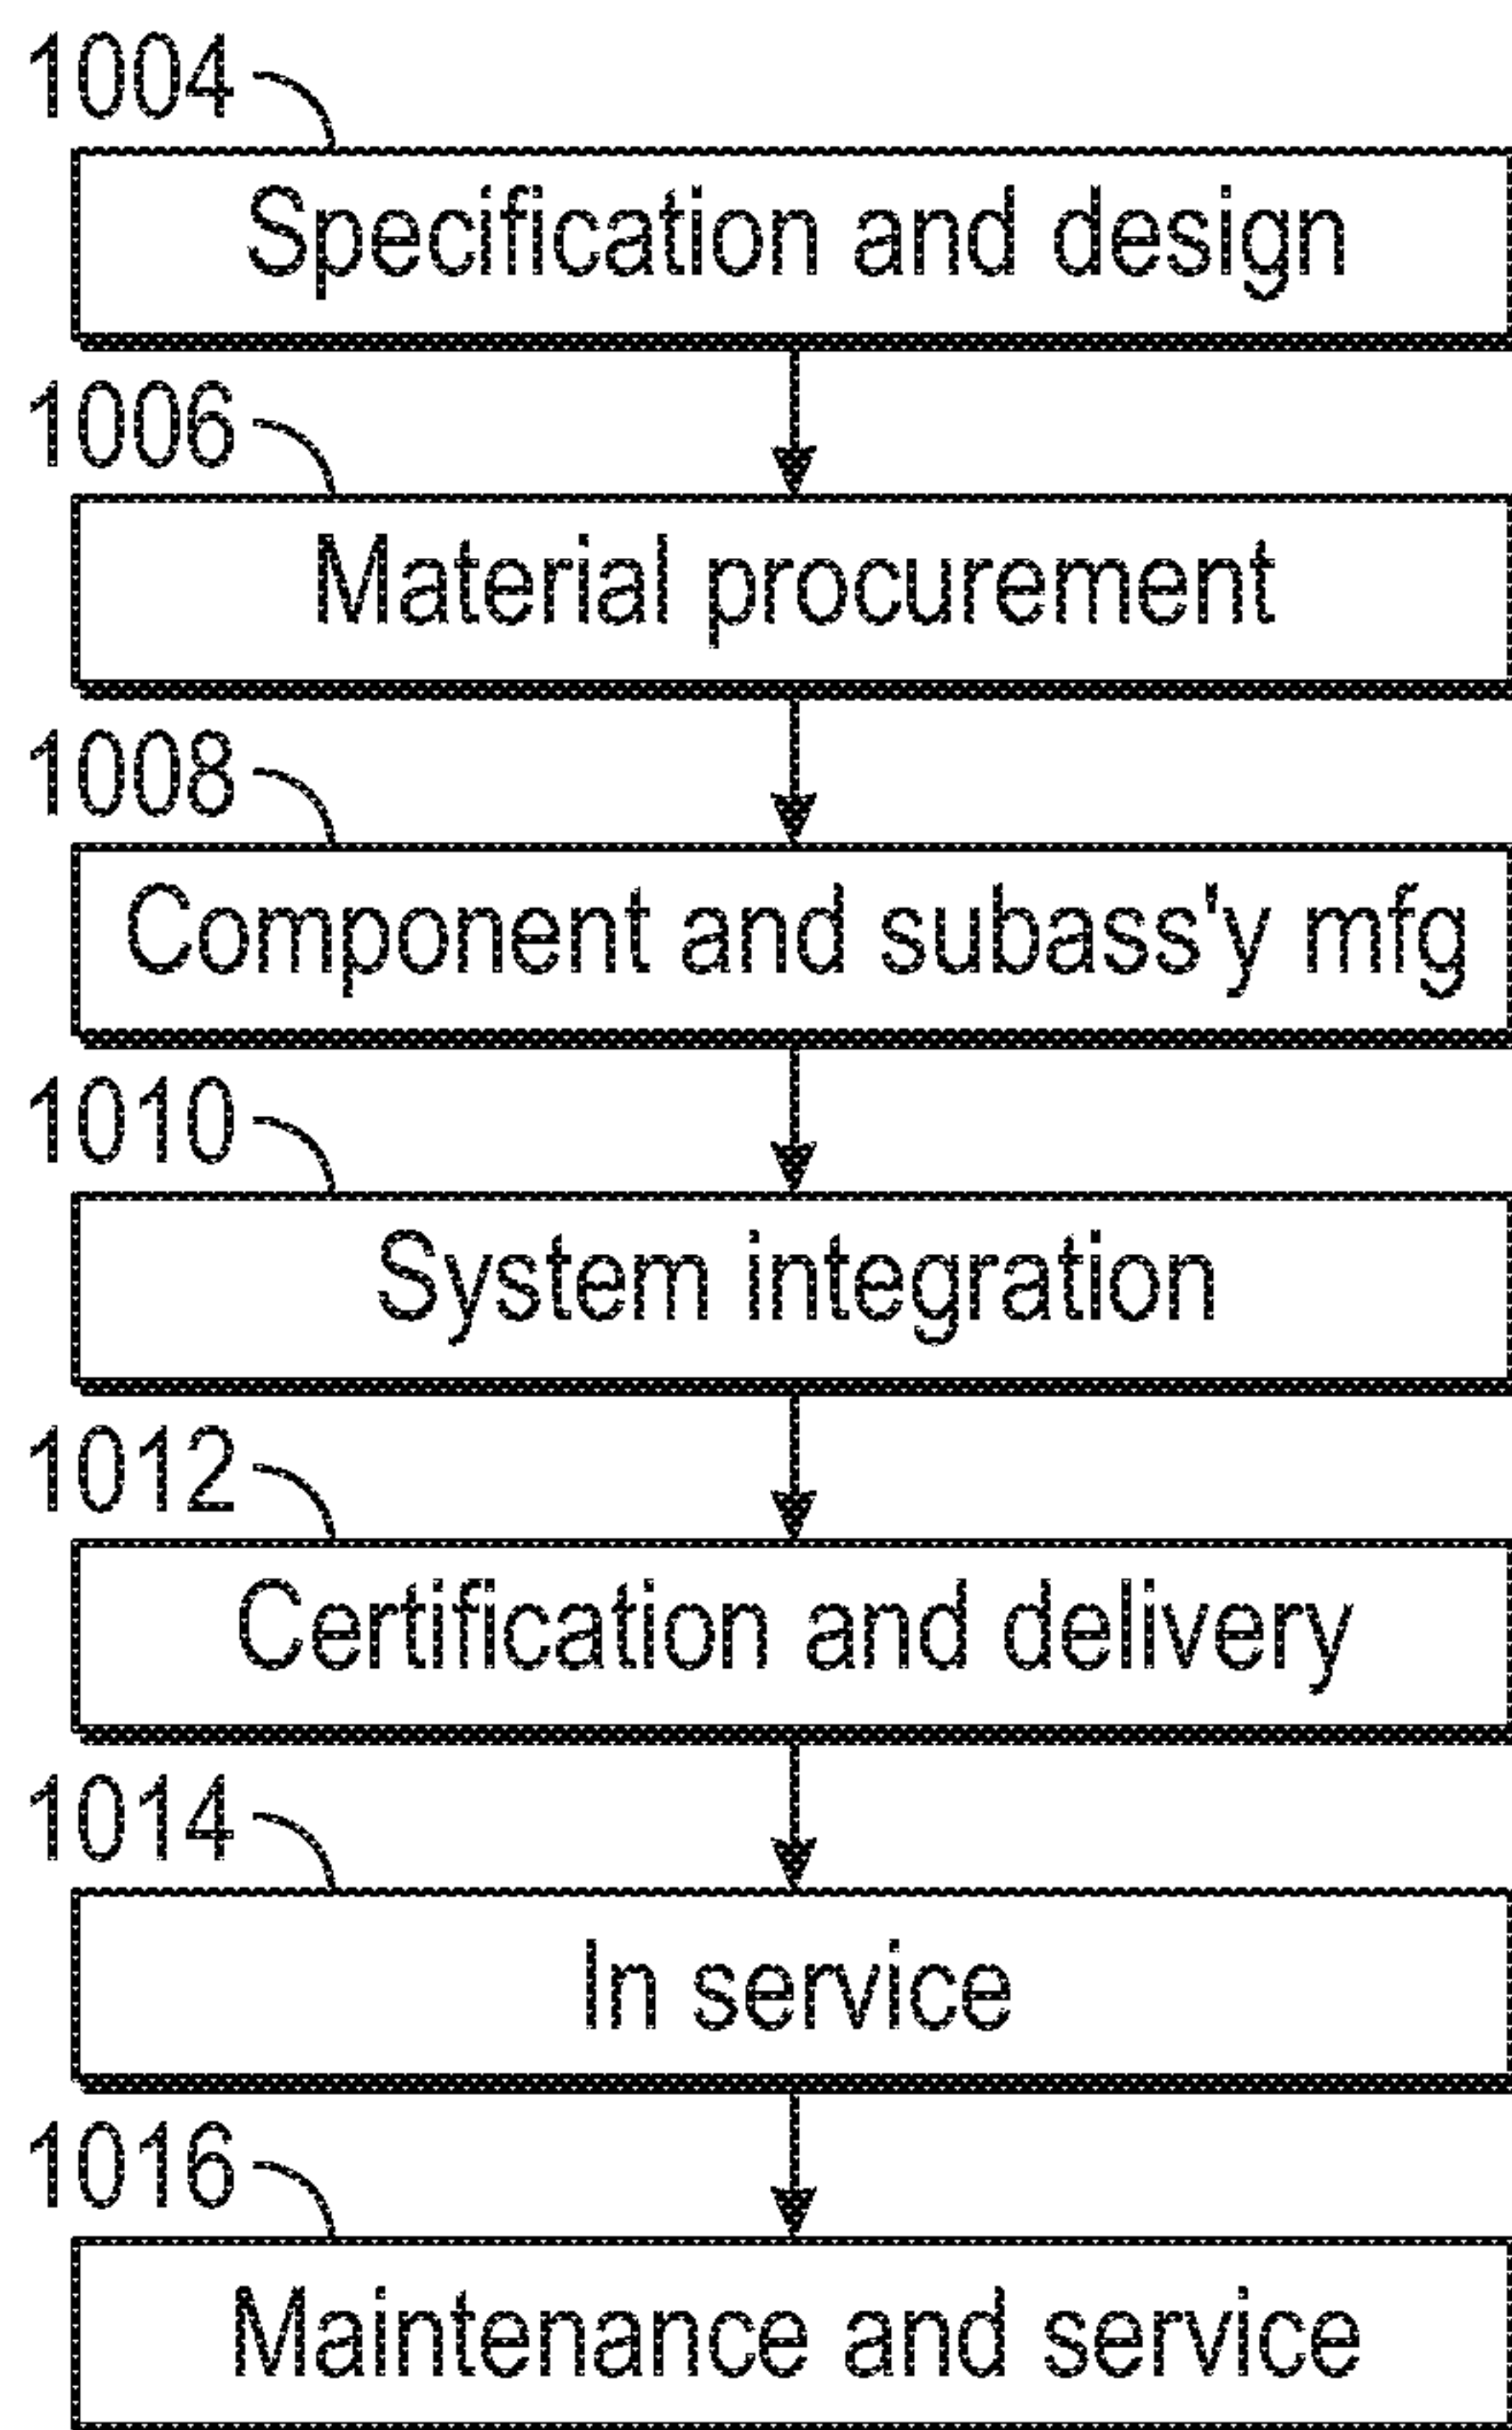 1004
Specification and design
1006
Material procurement
1008
Component and subass'y mfg
1010
System integration
1012
Certification and delivery
1014
In service
1016
Maintenance and service